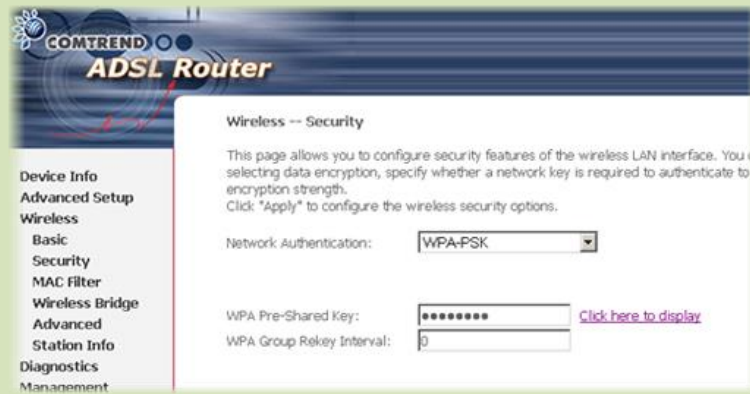 COMTREND
ADSL Router
Device Info
Advanced Setup
Wireless
Basic
Security
MAC Filter
Wireless Bridge
Advanced
Station Info
Diagnostics
Management
Wireless -- Security
This page allows you to configure security features of the wireless LAN interface. You
selecting data encryption, specify whether a network key is required to authenticate to
encryption strength.
Click "Apply" to configure the wireless security options.
Network Authentication: WPA-PSK
WPA Pre-Shared Key: ●●●●●●●● Click here to display
WPA Group Rekey Interval: 0